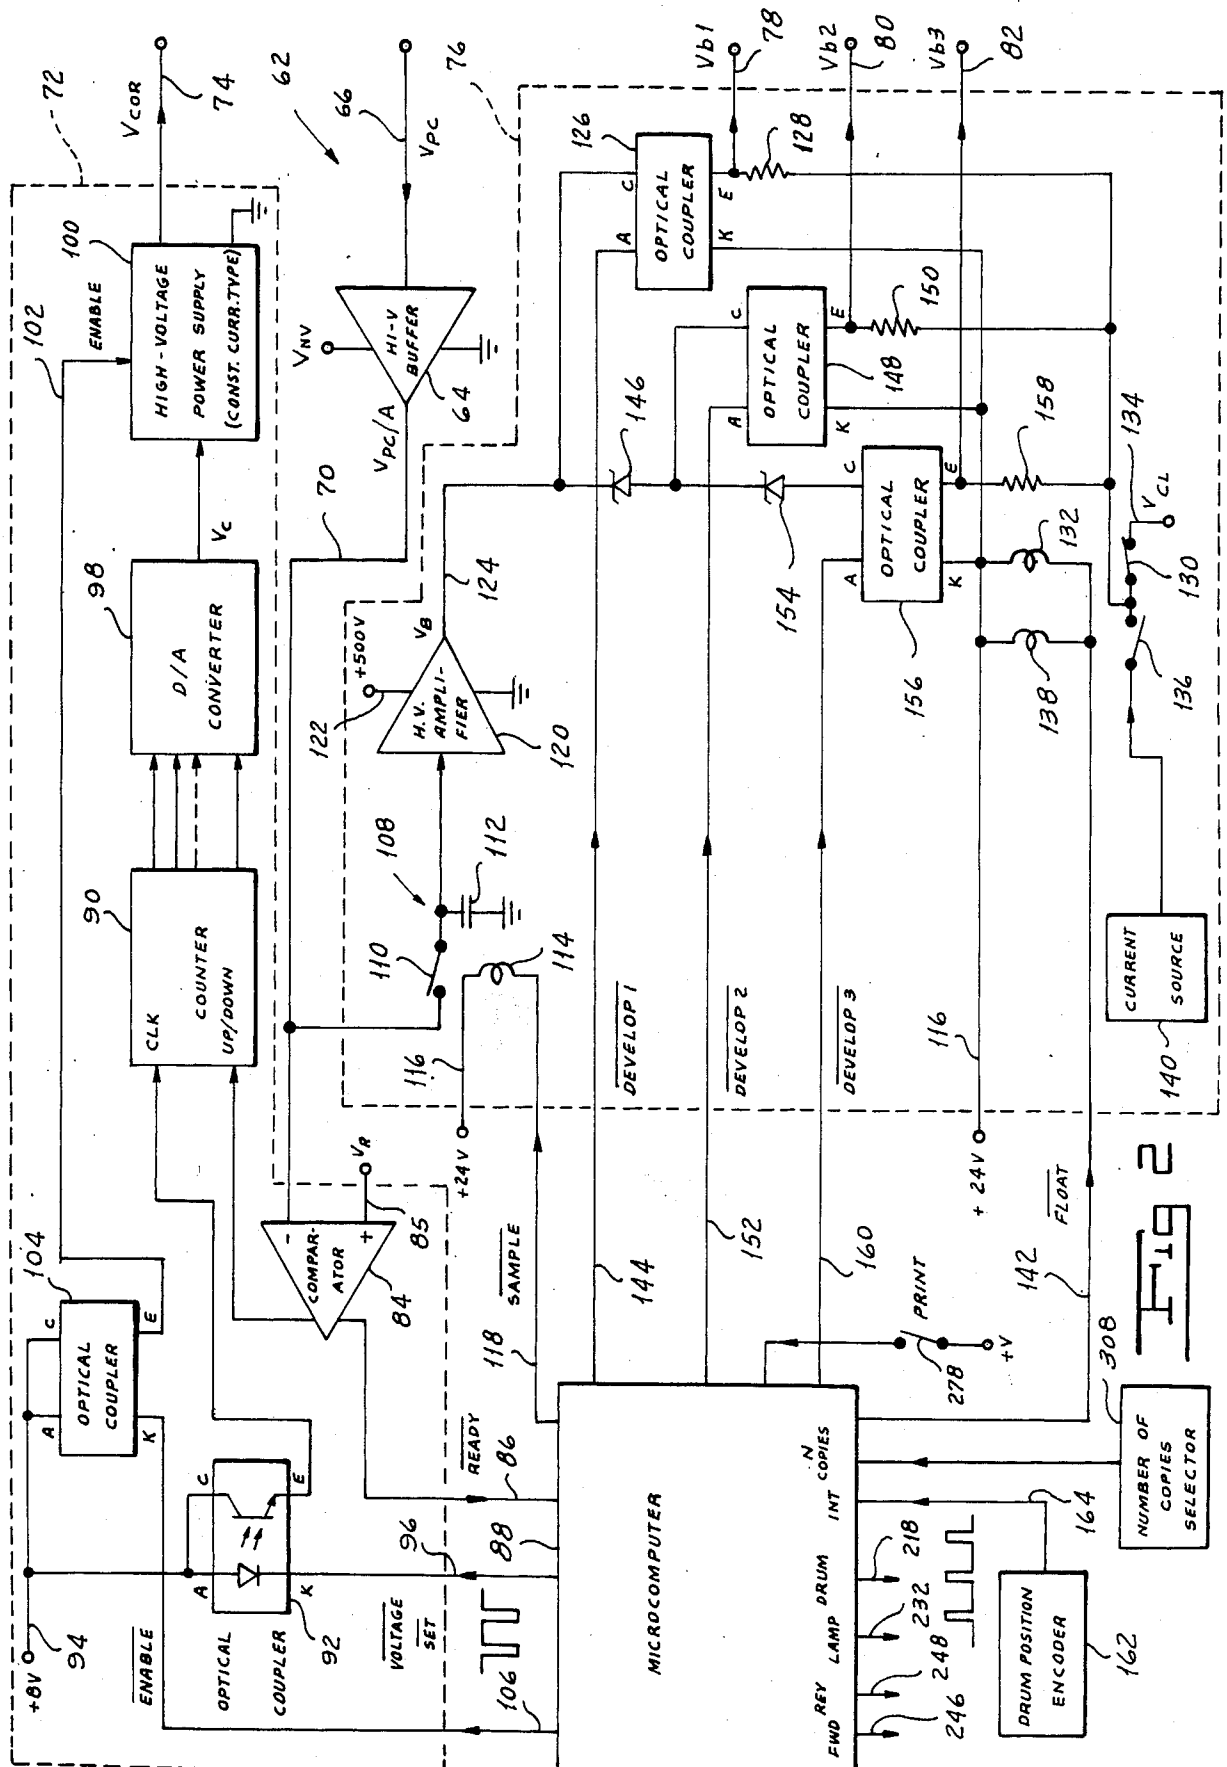 72
VCOR
74
62
66
VPC
76
100
102
ENABLE
HIGH-VOLTAGE
POWER SUPPLY
(CONST. CURR. TYPE)
VNV
HI-V
BUFFER
64
VPC/A
70
VC
98
D/A
CONVERTER
90
CLK
COUNTER
UP/DOWN
104
C
E
A
K
OPTICAL
COUPLER
+8V
94
ENABLE
OPTICAL
COUPLER
92
A
K
C
E
VOLTAGE
SET
96
106
READY
86
88
COMPAR-
ATOR
-
+
84
85
VR
SAMPLE
118
+24V
116
110
108
112
114
+500V
122
H.V.
AMPLI-
FIER
120
VB
124
126
A
C
OPTICAL
COUPLER
E
K
Vb1
78
128
Vb2
80
Vb3
82
A
C
OPTICAL
COUPLER
E
K
148
150
146
154
A
C
OPTICAL
COUPLER
E
K
156
158
132
138
134
VCL
130
136
CURRENT
SOURCE
140
DEVELOP 1
144
DEVELOP 2
152
DEVELOP 3
160
+24V
116
FLOAT
142
PRINT
278
+V
MICROCOMPUTER
FWD
REV
LAMP
DRUM
INT
N
COPIES
246
248
232
218
164
DRUM POSITION
ENCODER
162
NUMBER OF
COPIES
SELECTOR
308
Fig 2